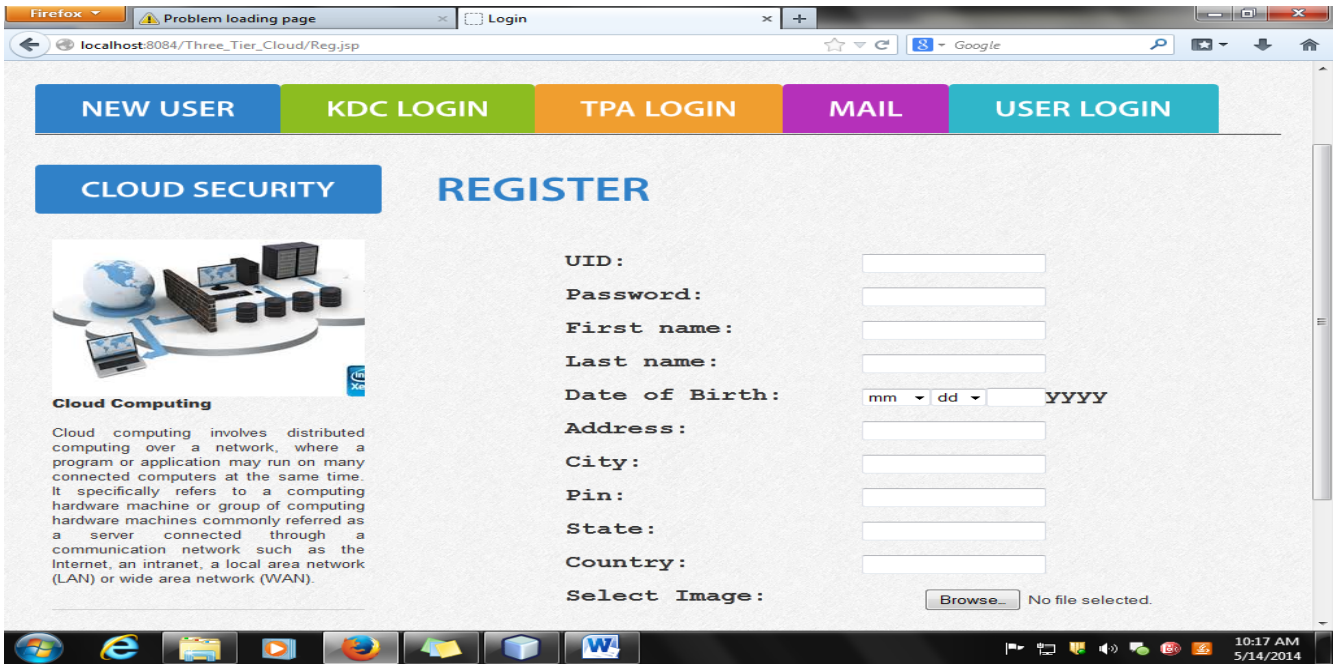 Firefox
Problem loading page
Login
localhost:8084/Three_Tier_Cloud/Reg.jsp
Google
NEW USER
KDC LOGIN
TPA LOGIN
MAIL
USER LOGIN
CLOUD SECURITY
REGISTER
Cloud Computing
Cloud computing involves distributed
computing over a network, where a
program or application may run on many
connected computers at the same time.
It specifically refers to a computing
hardware machine or group of computing
hardware machines commonly referred as
a server connected through a
communication network such as the
Internet, an intranet, a local area network
(LAN) or wide area network (WAN).
UID:
Password:
First name:
Last name:
Date of Birth: mm dd yyyy
Address:
City:
Pin:
State:
Country:
Select Image: Browse… No file selected.
10:17 AM
5/14/2014